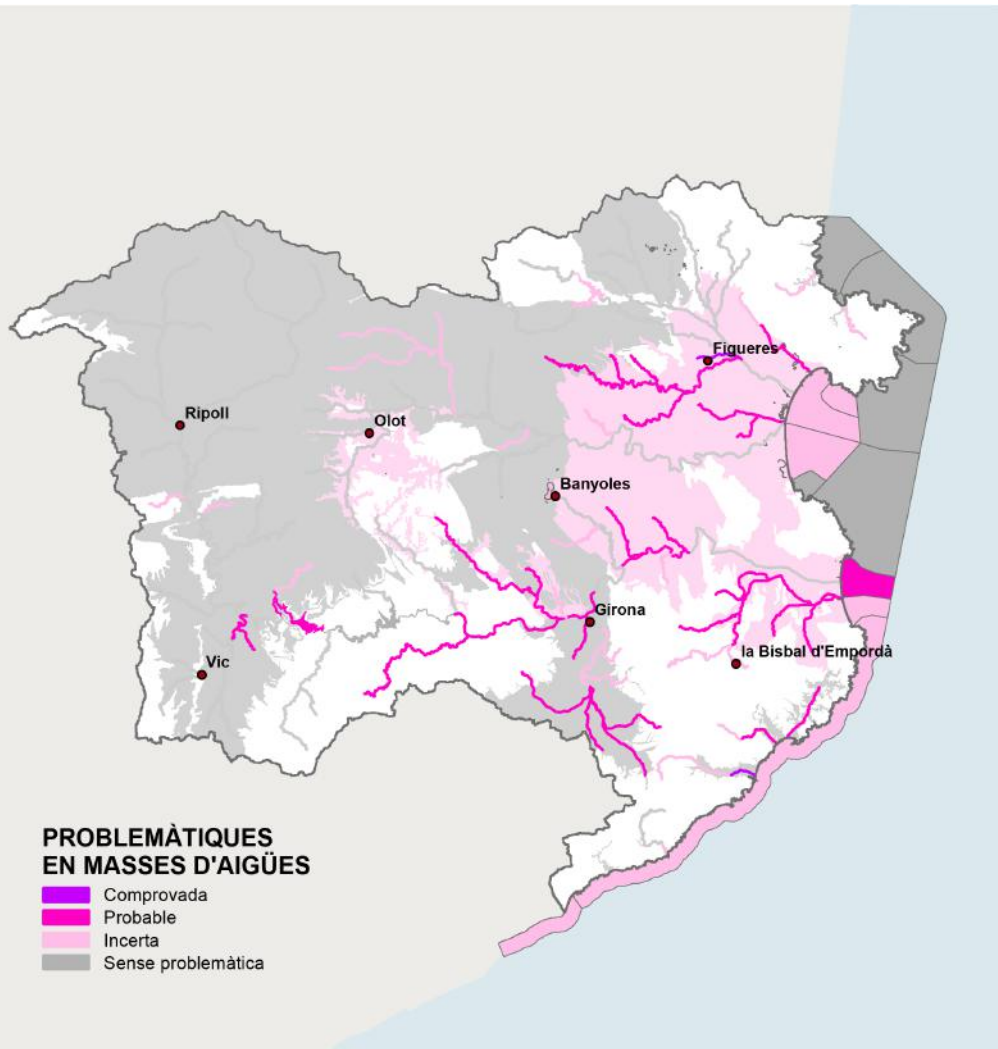 Figueres
Ripoll
Olot
Banyoles
Girona
la Bisbal d'Empordà
Vic
PROBLEMÀTIQUES
EN MASSES D'AIGÜES
Comprovada
Probable
Incerta
Sense problemàtica